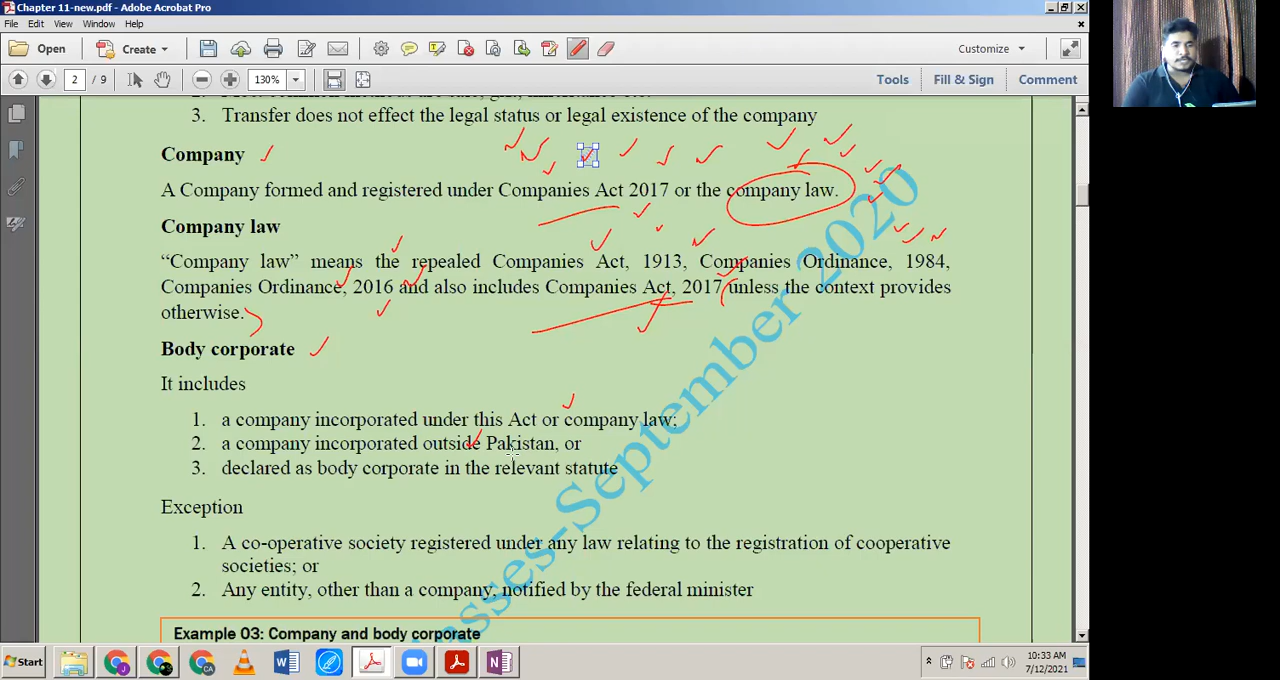 Chapter 11-new.pdf - Adobe Acrobat Pro
File Edit View Window Help
Open Create Customize
2 / 9 130% Tools Fill & Sign Comment
3. Transfer does not effect the legal status or legal existence of the company
Company
A Company formed and registered under Companies Act 2017 or the company law.
Company law
“Company law” means the repealed Companies Act, 1913, Companies Ordinance, 1984,
Companies Ordinance, 2016 and also includes Companies Act, 2017 unless the context provides
otherwise.
Body corporate
It includes
1. a company incorporated under this Act or company law;
2. a company incorporated outside Pakistan, or
3. declared as body corporate in the relevant statute
Exception
1. A co-operative society registered under any law relating to the registration of cooperative
societies; or
2. Any entity, other than a company, notified by the federal minister
Example 03: Company and body corporate
asses-September 2020
Start
10:33 AM
7/12/2021